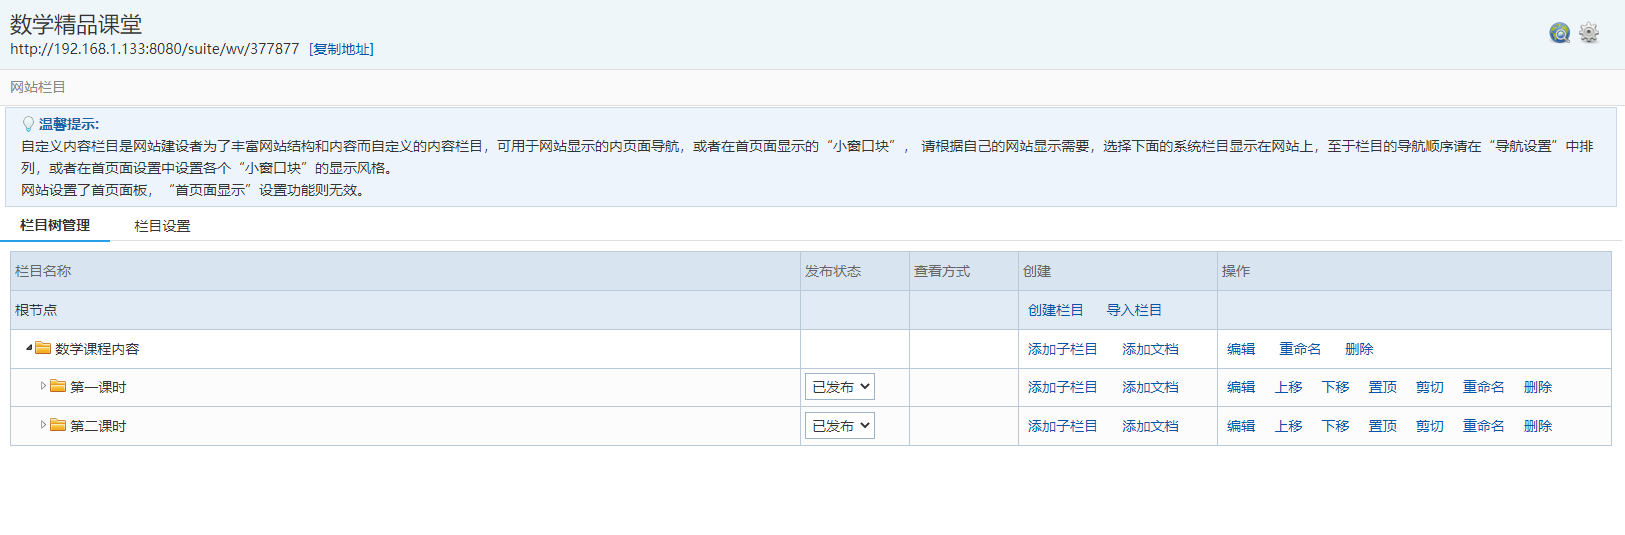 数学精品课堂
http://192.168.1.133:8080/suite/wv/377877 [复制地址]
网站栏目
温馨提示:
自定义内容栏目是网站建设者为了丰富网站结构和内容而自定义的内容栏目，可用于网站显示的内页面导航，或者在首页面显示的“小窗口块”， 请根据自己的网站显示需要，选择下面的系统栏目显示在网站上，至于栏目的导航顺序请在“导航设置”中排
列，或者在首页面设置中设置各个“小窗口块”的显示风格。
网站设置了首页面板，“首页面显示”设置功能则无效。
栏目树管理 栏目设置
栏目名称 发布状态 查看方式 创建 操作
根节点 创建栏目 导入栏目
数学课程内容 添加子栏目 添加文档 编辑 重命名 删除
第一课时 已发布 添加子栏目 添加文档 编辑 上移 下移 置顶 剪切 重命名 删除
第二课时 已发布 添加子栏目 添加文档 编辑 上移 下移 置顶 剪切 重命名 删除